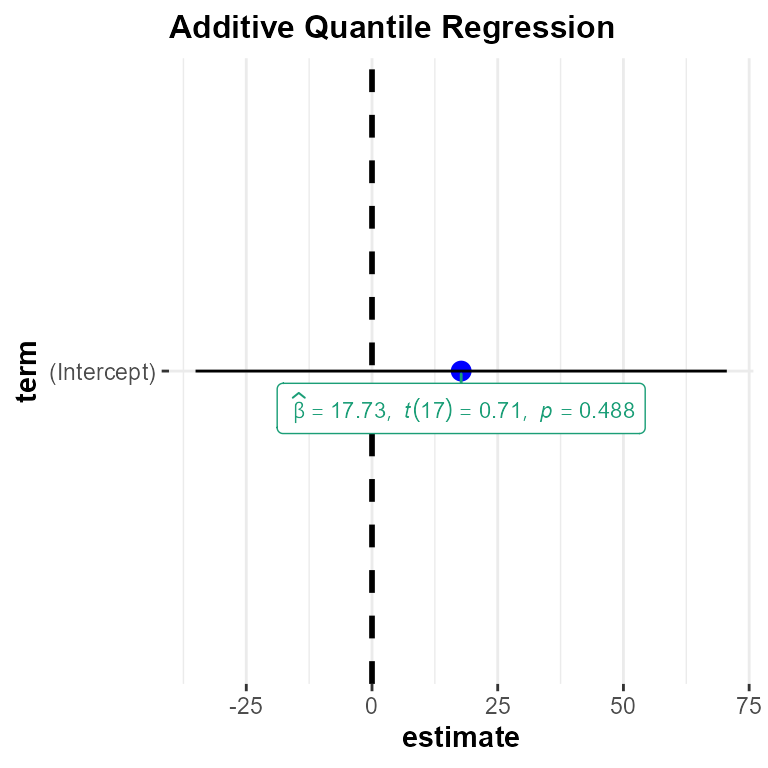 Additive Quantile Regression
term
(Intercept)
β̂ = 17.73, t(17) = 0.71, p = 0.488
-25 0 25 50 75
estimate